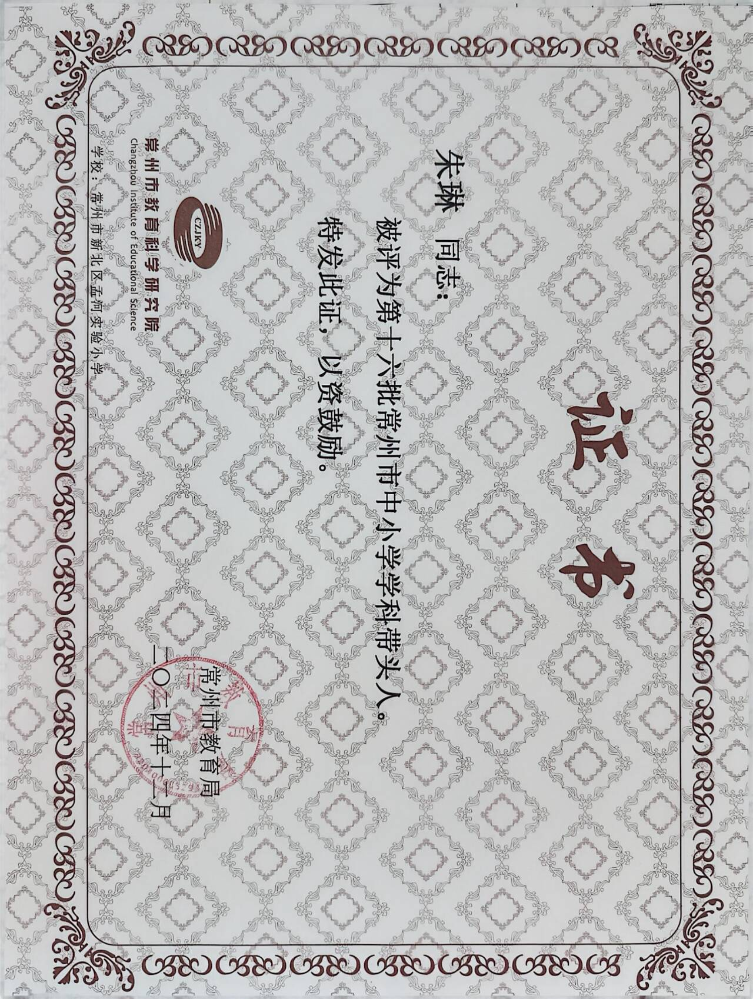 证书
朱琳 同志：
被评为第十六批常州市中小学学科带头人。
特发此证，以资鼓励。
CZJKY
常州市教育科学研究院
Changzhou Institute of Educational Science
学校：常州市新北区孟河实验小学
常州市教育局
二〇二四年十二月